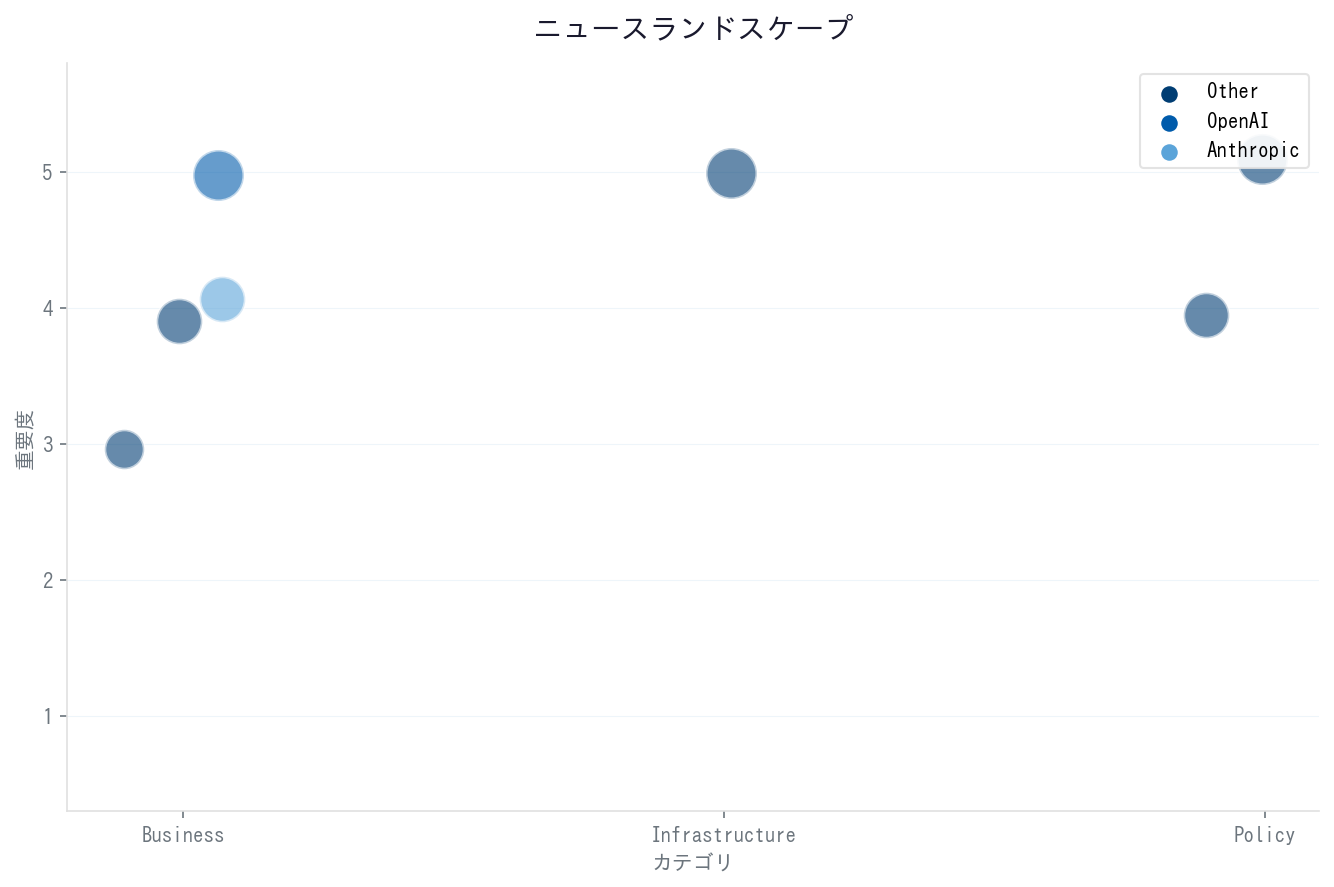 ニュースランドスケープ
Other
OpenAI
Anthropic
5
4
3
2
1
重要度
Business
Infrastructure
Policy
カテゴリ